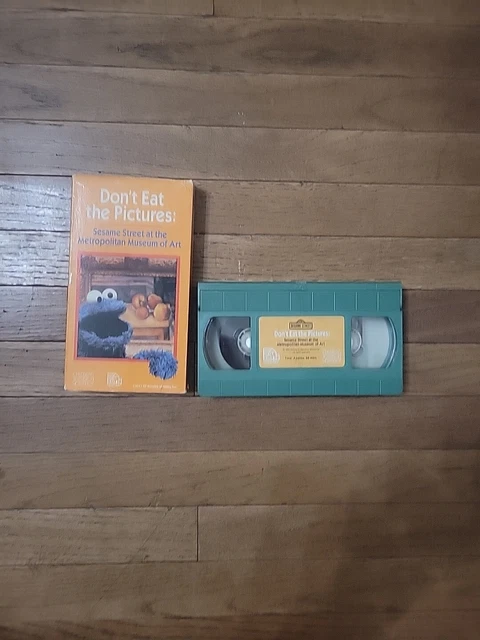 Don't Eat
the Pictures:
Sesame Street at the
Metropolitan Museum of Art
SESAME STREET
Don't Eat the Pictures:
Sesame Street at the
Metropolitan Museum of Art